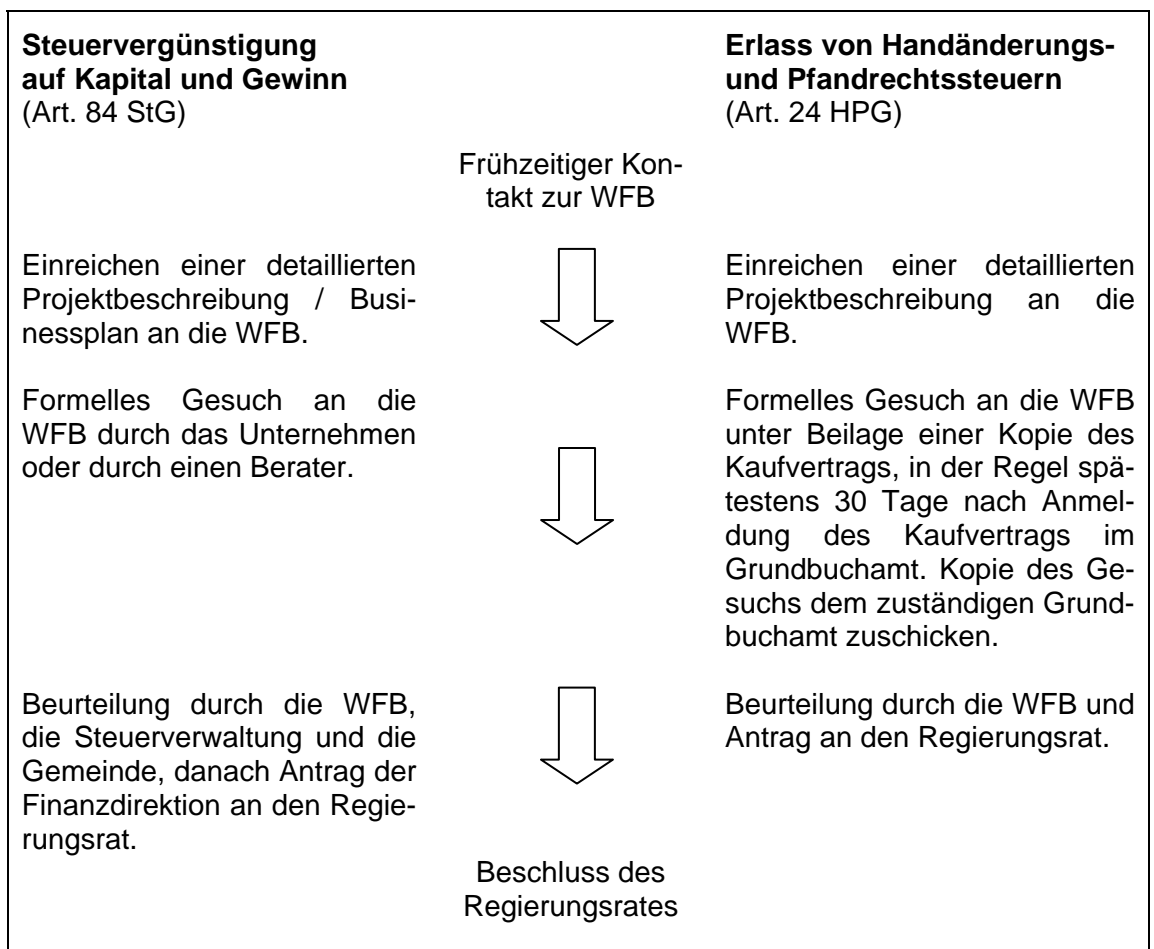 Steuervergünstigung
auf Kapital und Gewinn
(Art. 84 StG)
Erlass von Handänderungs-
und Pfandrechtssteuern
(Art. 24 HPG)
Frühzeitiger Kon-
takt zur WFB
Einreichen einer detaillierten
Projektbeschreibung / Busi-
nessplan an die WFB.
Einreichen einer detaillierten
Projektbeschreibung an die
WFB.
Formelles Gesuch an die
WFB durch das Unternehmen
oder durch einen Berater.
Formelles Gesuch an die WFB
unter Beilage einer Kopie des
Kaufvertrags, in der Regel spä-
testens 30 Tage nach Anmel-
dung des Kaufvertrags im
Grundbuchamt. Kopie des Ge-
suchs dem zuständigen Grund-
buchamt zuschicken.
Beurteilung durch die WFB,
die Steuerverwaltung und die
Gemeinde, danach Antrag der
Finanzdirektion an den Regie-
rungsrat.
Beurteilung durch die WFB und
Antrag an den Regierungsrat.
Beschluss des
Regierungsrates